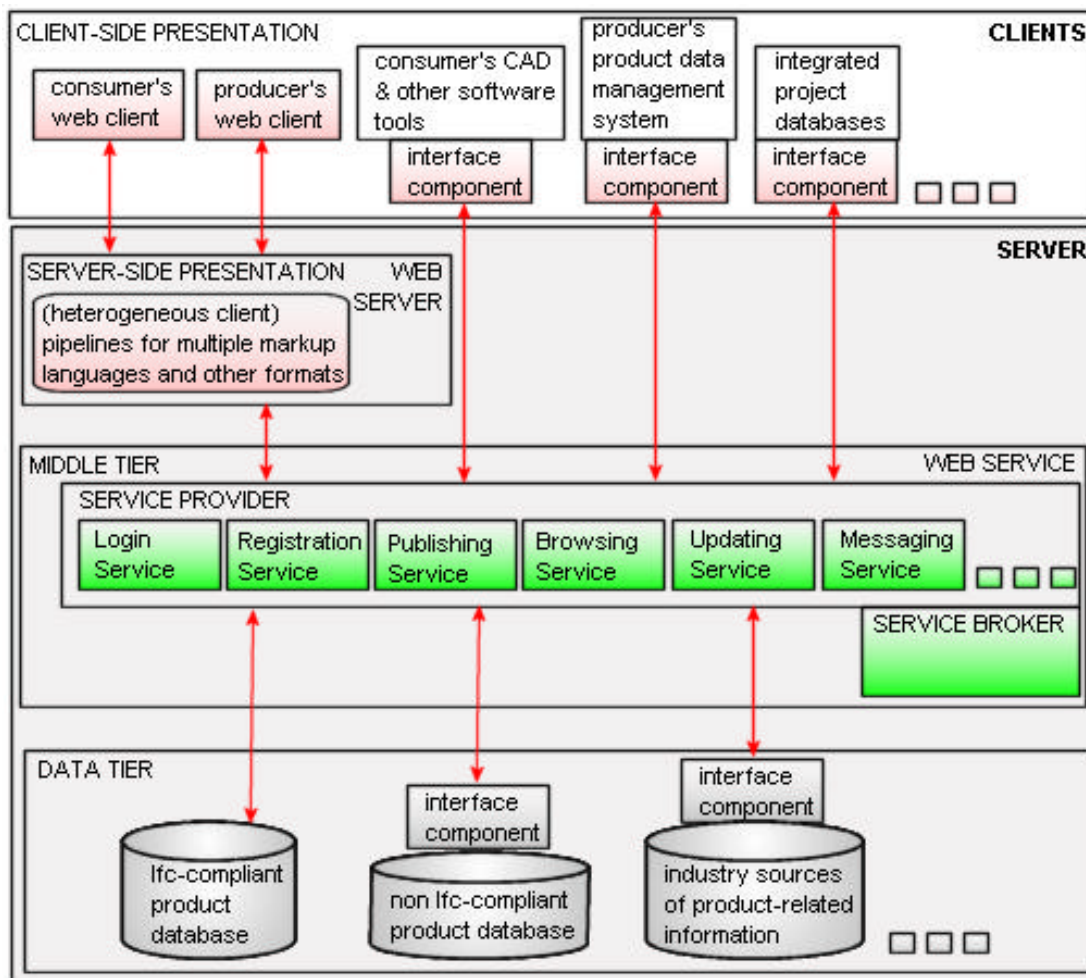 CLIENT-SIDE PRESENTATION
CLIENTS
consumer's
web client
producer's
web client
consumer's CAD
& other software
tools
interface
component
producer's
product data
management
system
interface
component
integrated
project
databases
interface
component
SERVER
SERVER-SIDE PRESENTATION
WEB
SERVER
(heterogeneous client)
pipelines for multiple markup
languages and other formats
MIDDLE TIER
WEB SERVICE
SERVICE PROVIDER
Login
Service
Registration
Service
Publishing
Service
Browsing
Service
Updating
Service
Messaging
Service
SERVICE BROKER
DATA TIER
Ifc-compliant
product
database
interface
component
non Ifc-compliant
product database
interface
component
industry sources
of product-related
information